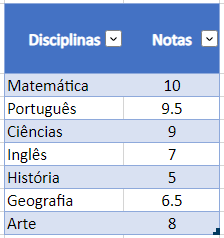 Disciplinas Notas
Matemática 10
Português 9.5
Ciências 9
Inglês 7
História 5
Geografia 6.5
Arte 8